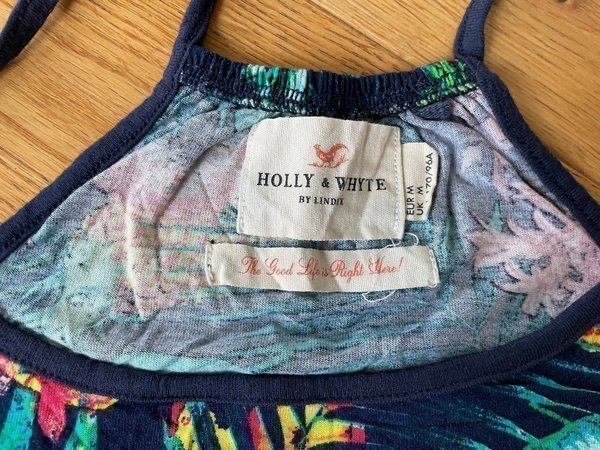 HOLLY & WHYTE
BY LINDEX
The Good Life is Right Here!
EUR M
UK M
170/96A